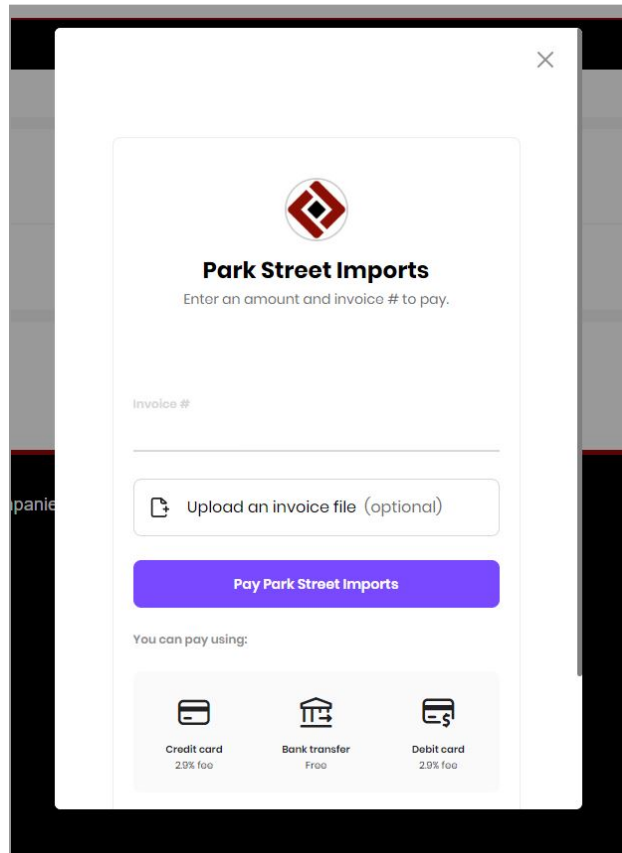 Park Street Imports
Enter an amount and invoice # to pay.
Invoice #
panie
Upload an invoice file (optional)
Pay Park Street Imports
You can pay using:
Credit card
2.9% fee
Bank transfer
Free
Debit card
2.9% fee